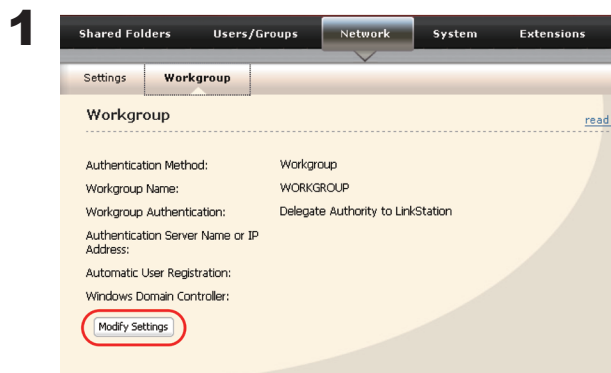 1
Shared Folders Users/Groups Network System Extensions
Settings Workgroup
Workgroup
read
Authentication Method: Workgroup
Workgroup Name: WORKGROUP
Workgroup Authentication: Delegate Authority to LinkStation
Authentication Server Name or IP
Address:
Automatic User Registration:
Windows Domain Controller:
Modify Settings